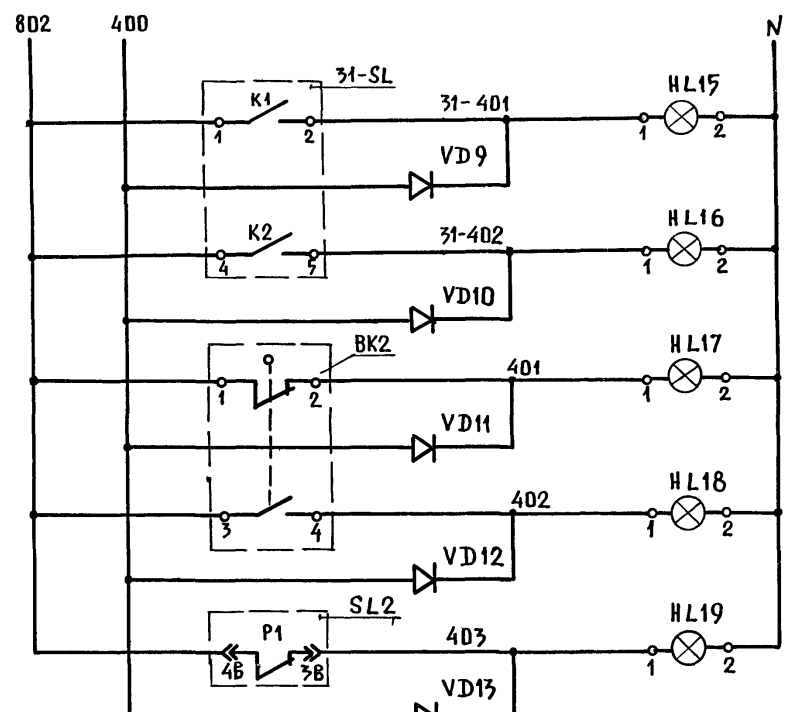 802 400 N
31-SL
HL15
K1
31-401
1 2 1 2
VD9
HL16
K2
31-402
4 5 1 2
VD10
BK2
HL17
401
1 2 1 2
VD11
HL18
402
3 4 1 2
VD12
SL2
HL19
P1
403
4В 3В 1 2
VD13